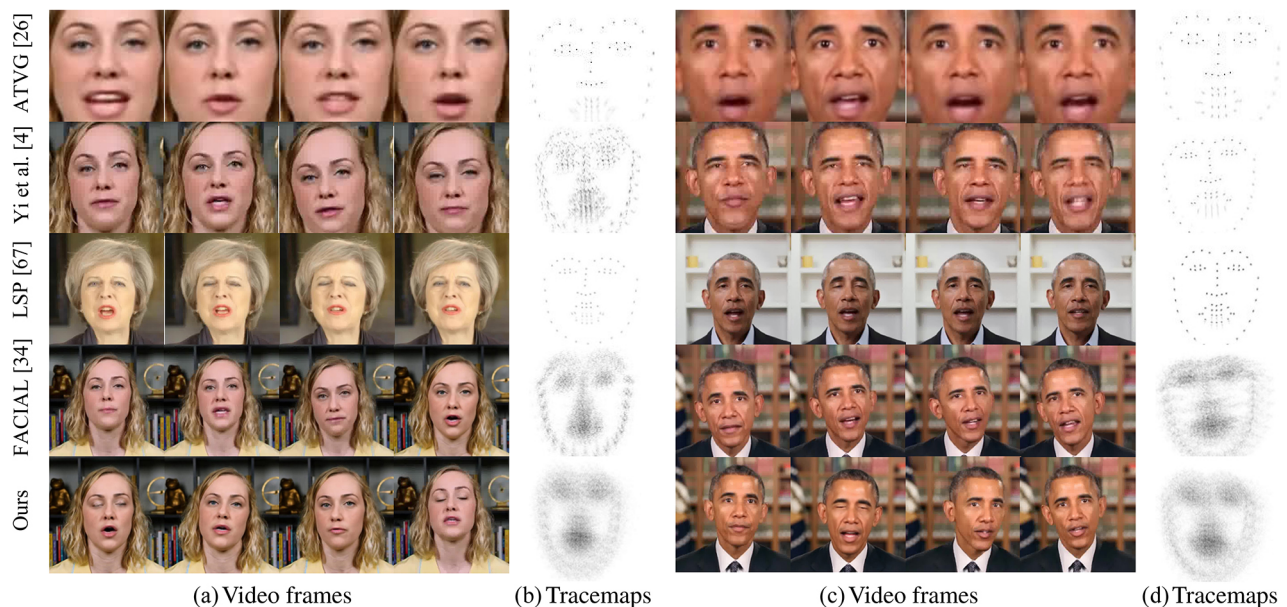 ATVG [26]
Yi et al. [4]
LSP [67]
FACIAL [34]
Ours
(a) Video frames
(b) Tracemaps
(c) Video frames
(d) Tracemaps